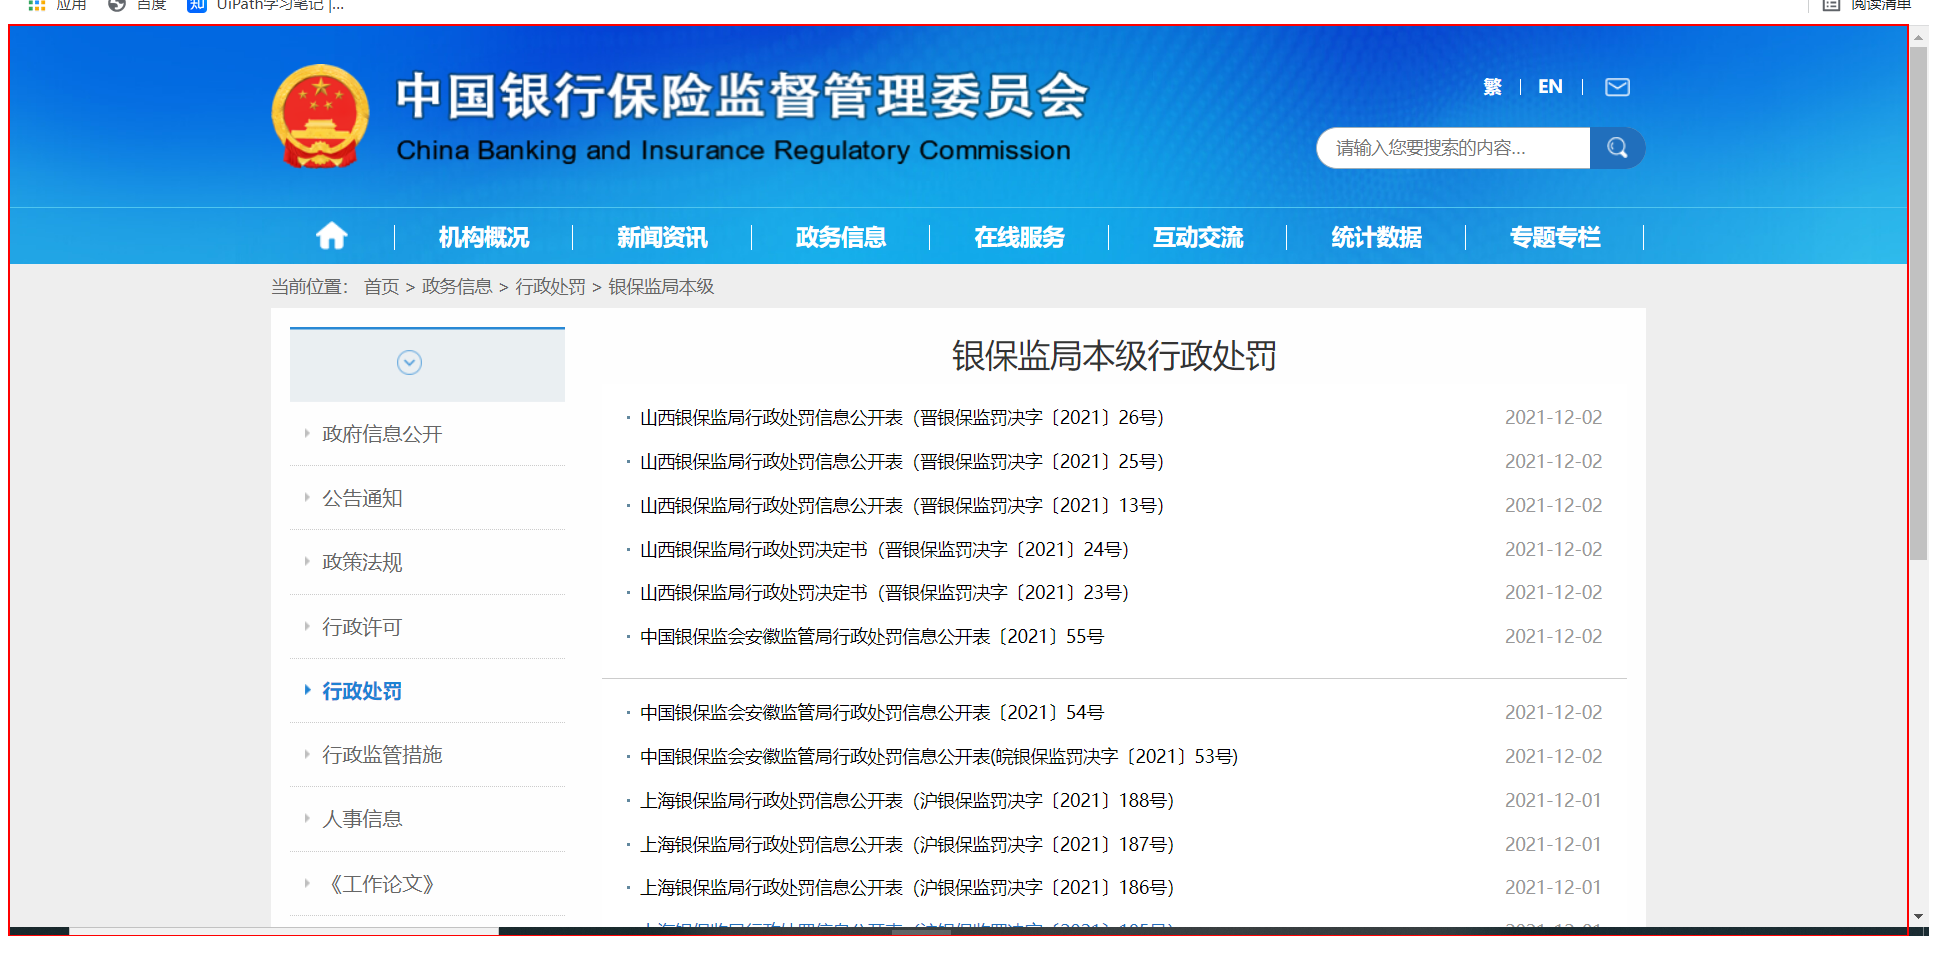 应用 百度 知 UiPath学习笔记 |... 阅读清单
中国银行保险监督管理委员会
China Banking and Insurance Regulatory Commission
繁 | EN |
请输入您要搜索的内容...
机构概况 新闻资讯 政务信息 在线服务 互动交流 统计数据 专题专栏
当前位置： 首页 > 政务信息 > 行政处罚 > 银保监局本级
政府信息公开
公告通知
政策法规
行政许可
行政处罚
行政监管措施
人事信息
《工作论文》
银保监局本级行政处罚
· 山西银保监局行政处罚信息公开表（晋银保监罚决字〔2021〕26号） 2021-12-02
· 山西银保监局行政处罚信息公开表（晋银保监罚决字〔2021〕25号） 2021-12-02
· 山西银保监局行政处罚信息公开表（晋银保监罚决字〔2021〕13号） 2021-12-02
· 山西银保监局行政处罚决定书（晋银保监罚决字〔2021〕24号） 2021-12-02
· 山西银保监局行政处罚决定书（晋银保监罚决字〔2021〕23号） 2021-12-02
· 中国银保监会安徽监管局行政处罚信息公开表〔2021〕55号 2021-12-02
· 中国银保监会安徽监管局行政处罚信息公开表〔2021〕54号 2021-12-02
· 中国银保监会安徽监管局行政处罚信息公开表(皖银保监罚决字〔2021〕53号) 2021-12-02
· 上海银保监局行政处罚信息公开表（沪银保监罚决字〔2021〕188号） 2021-12-01
· 上海银保监局行政处罚信息公开表（沪银保监罚决字〔2021〕187号） 2021-12-01
· 上海银保监局行政处罚信息公开表（沪银保监罚决字〔2021〕186号） 2021-12-01